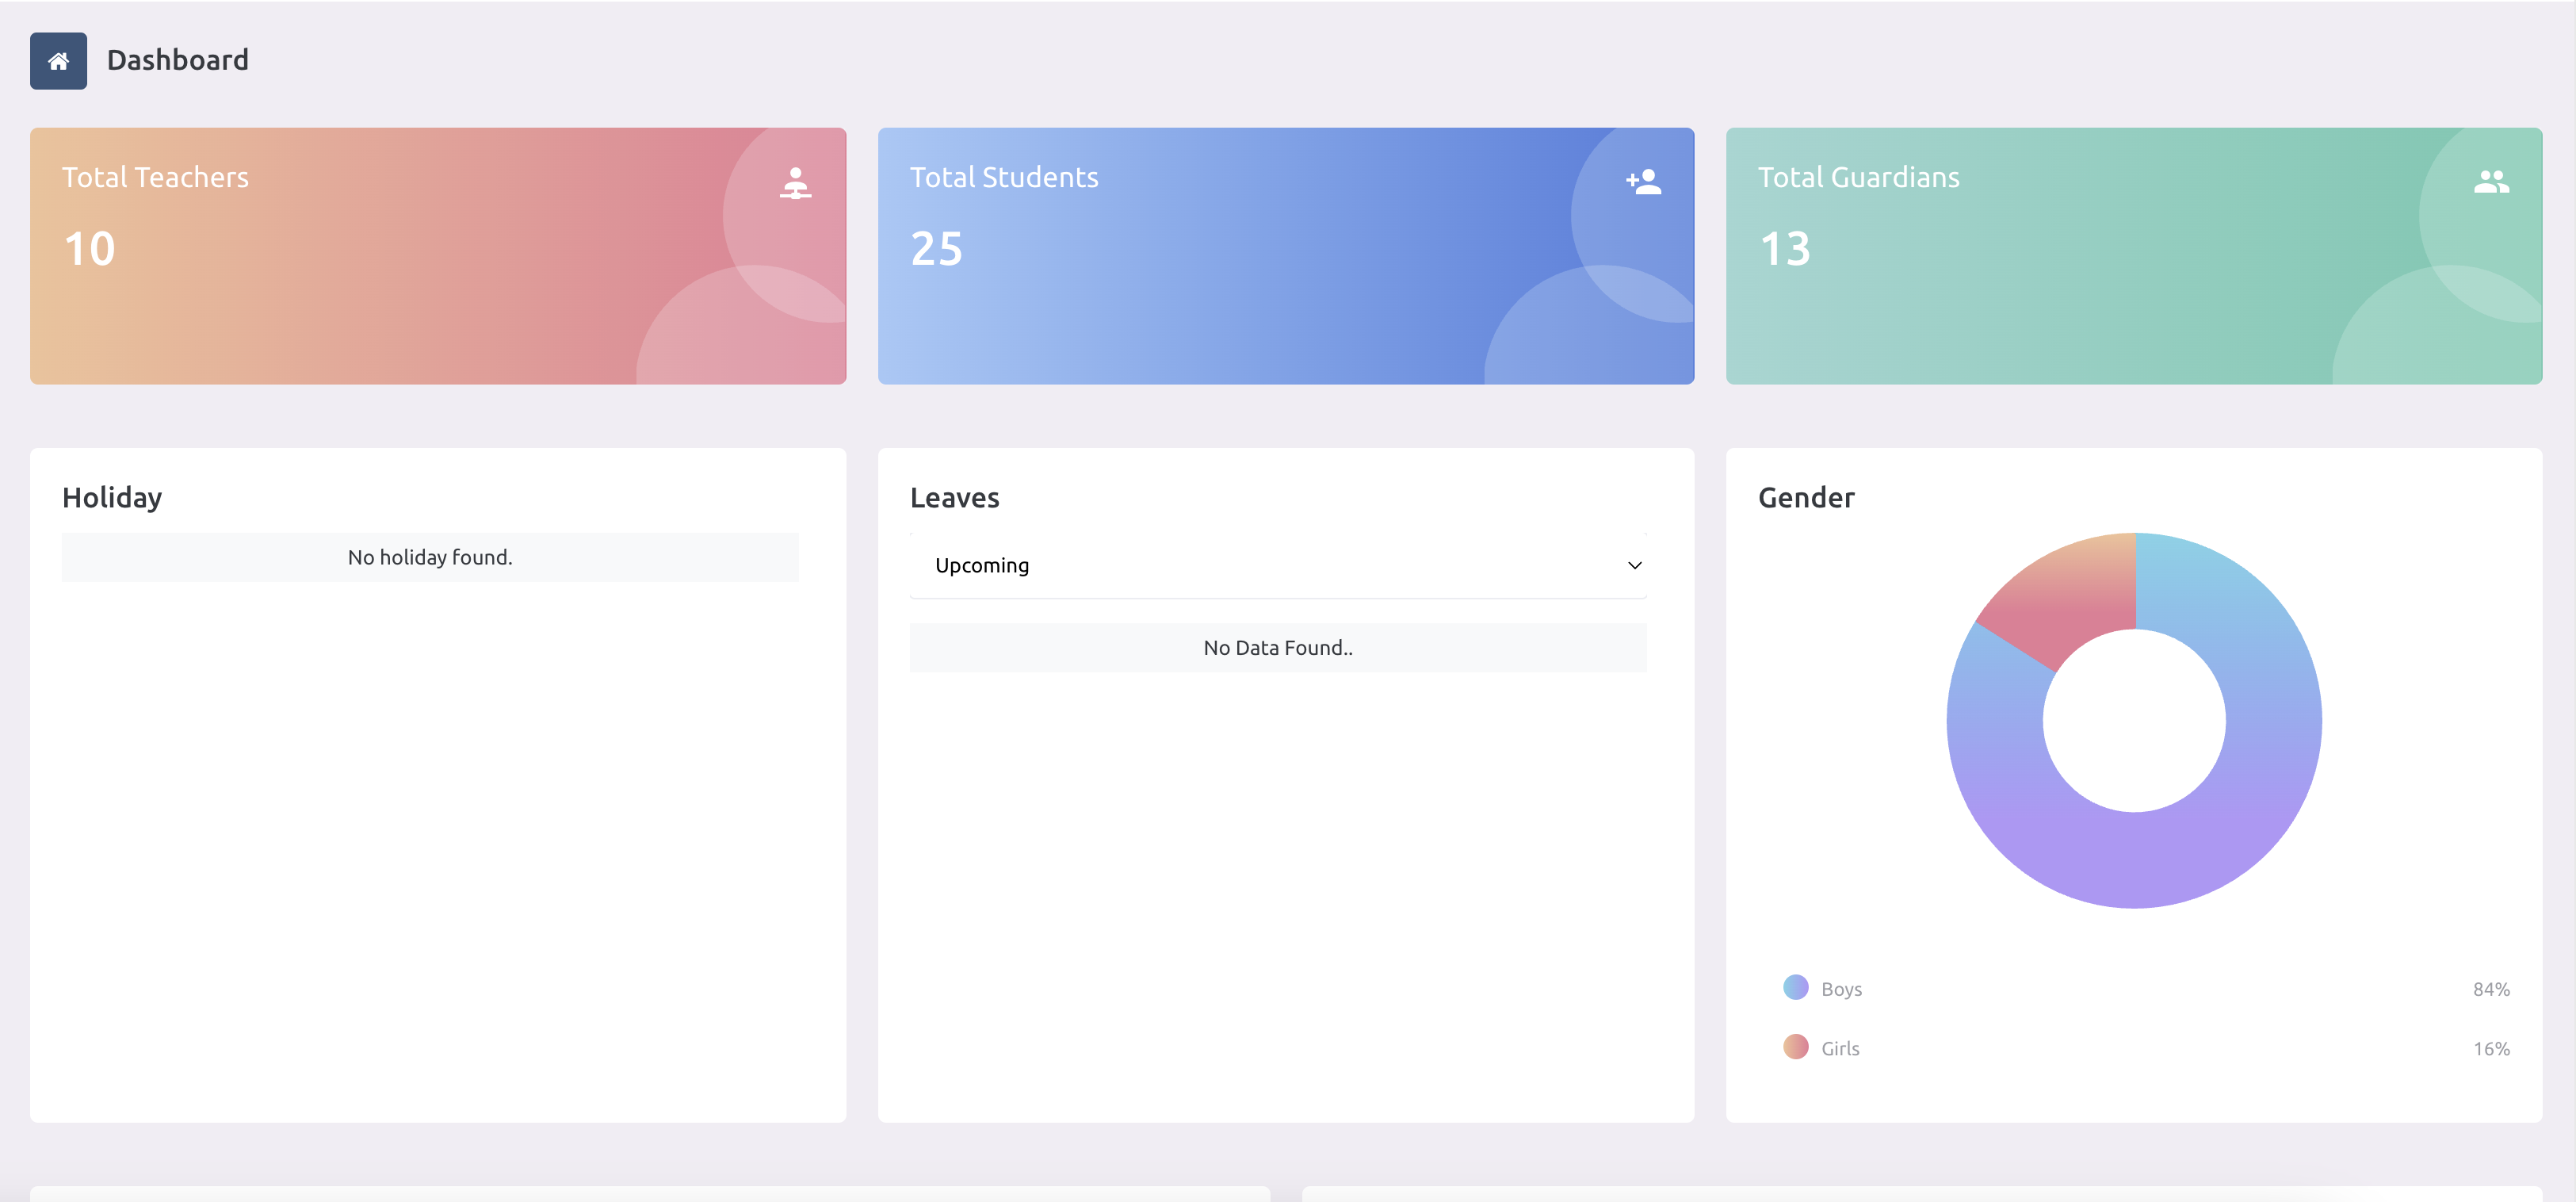 Dashboard
Total Teachers
10
Total Students
25
Total Guardians
13
Holiday
No holiday found.
Leaves
Upcoming
No Data Found..
Gender
Boys 84%
Girls 16%